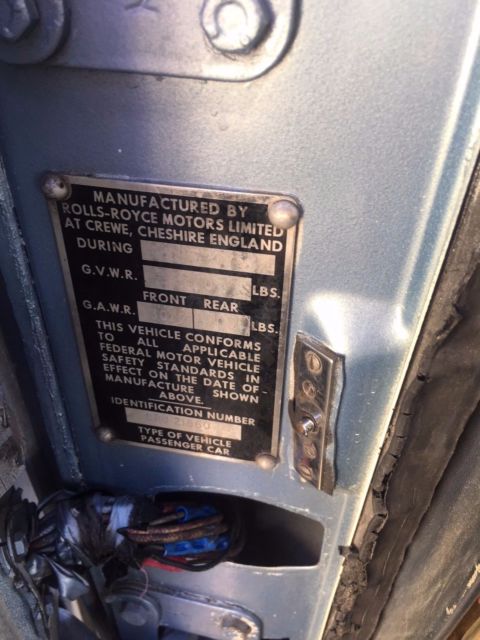 MANUFACTURED BY
ROLLS-ROYCE MOTORS LIMITED
AT CREWE, CHESHIRE ENGLAND
DURING
G.V.W.R. LBS.
FRONT REAR
G.A.W.R. LBS.
THIS VEHICLE CONFORMS
TO ALL APPLICABLE
FEDERAL MOTOR VEHICLE
SAFETY STANDARDS IN
EFFECT ON THE DATE OF
MANUFACTURE SHOWN
ABOVE.
IDENTIFICATION NUMBER
TYPE OF VEHICLE
PASSENGER CAR